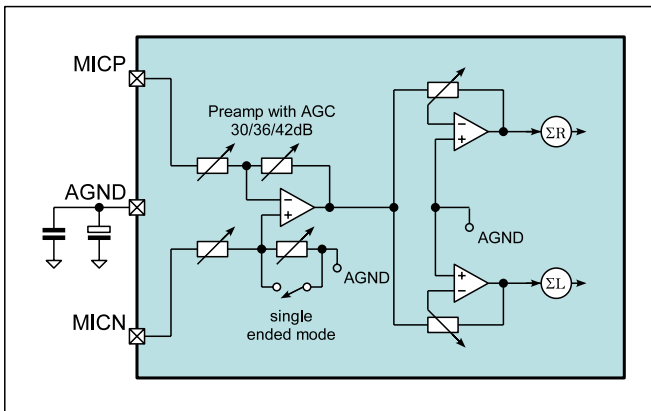 MICP
Preamp with AGC
30/36/42dB
−
+
ΣR
AGND
−
+
AGND
AGND
+
−
ΣL
single
ended mode
MICN